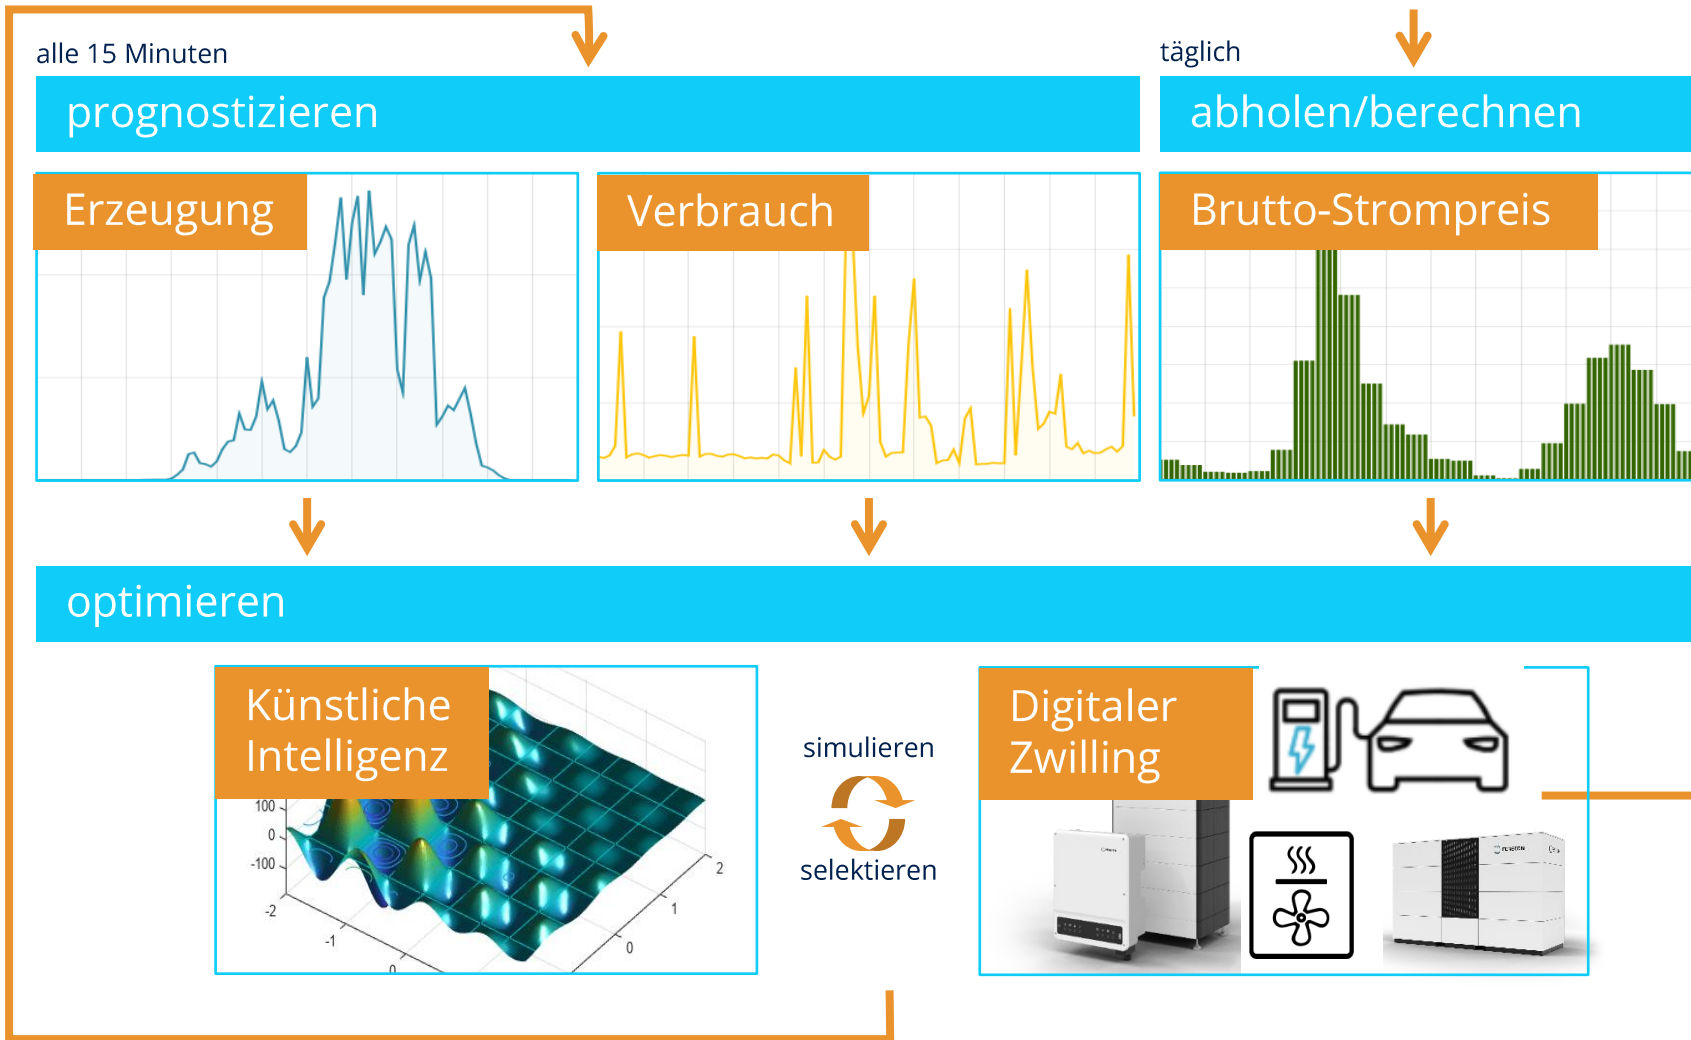 alle 15 Minuten
täglich
prognostizieren
abholen/berechnen
Erzeugung
Verbrauch
Brutto-Strompreis
optimieren
Künstliche
Intelligenz
simulieren
selektieren
Digitaler
Zwilling
100
0
-100
-2
-1
0
2
1
0